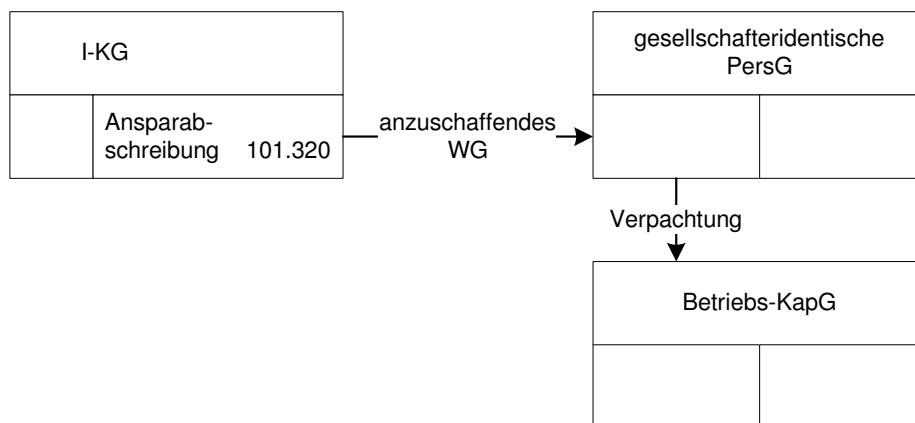 I-KG
gesellschafteridentische
PersG
Ansparab-
schreibung 101.320
anzuschaffendes
WG
Verpachtung
Betriebs-KapG